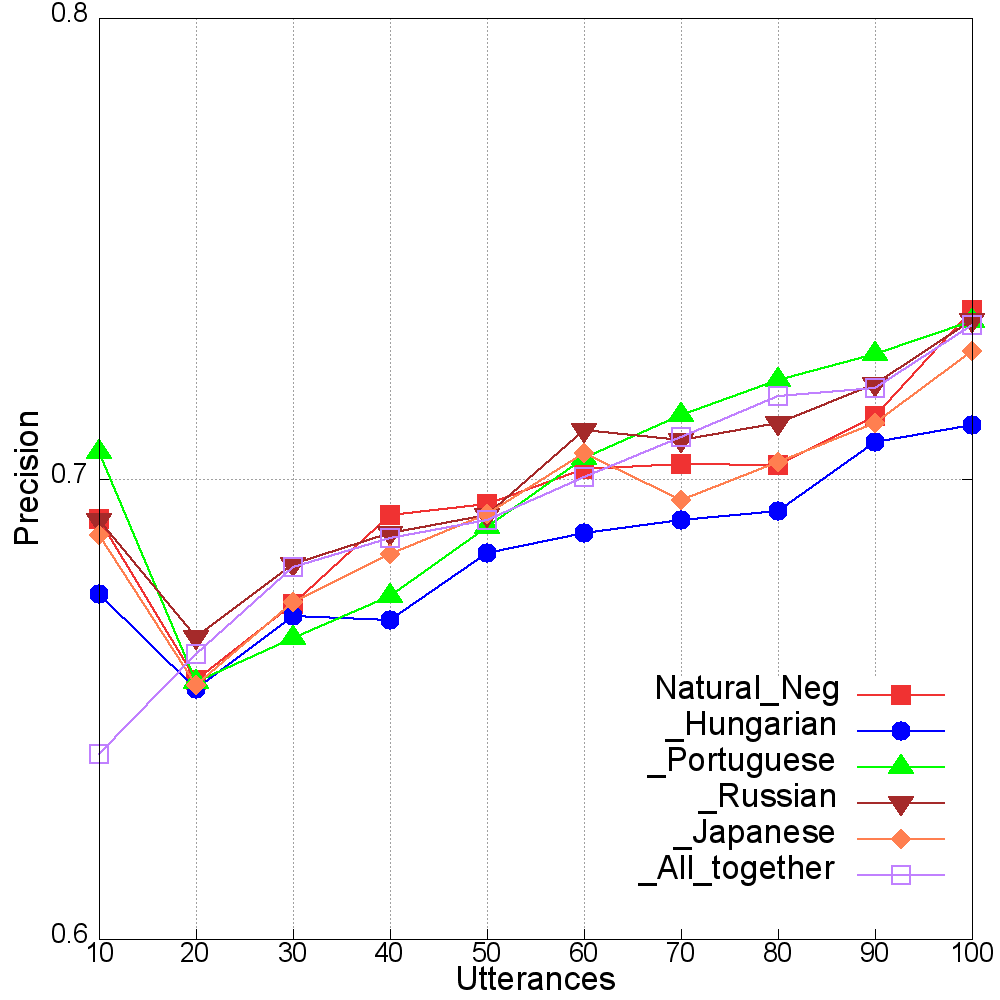 0.8
0.7
0.6
Precision
Natural_Neg
_Hungarian
_Portuguese
_Russian
_Japanese
_All_together
10 20 30 40 50 60 70 80 90 100
Utterances